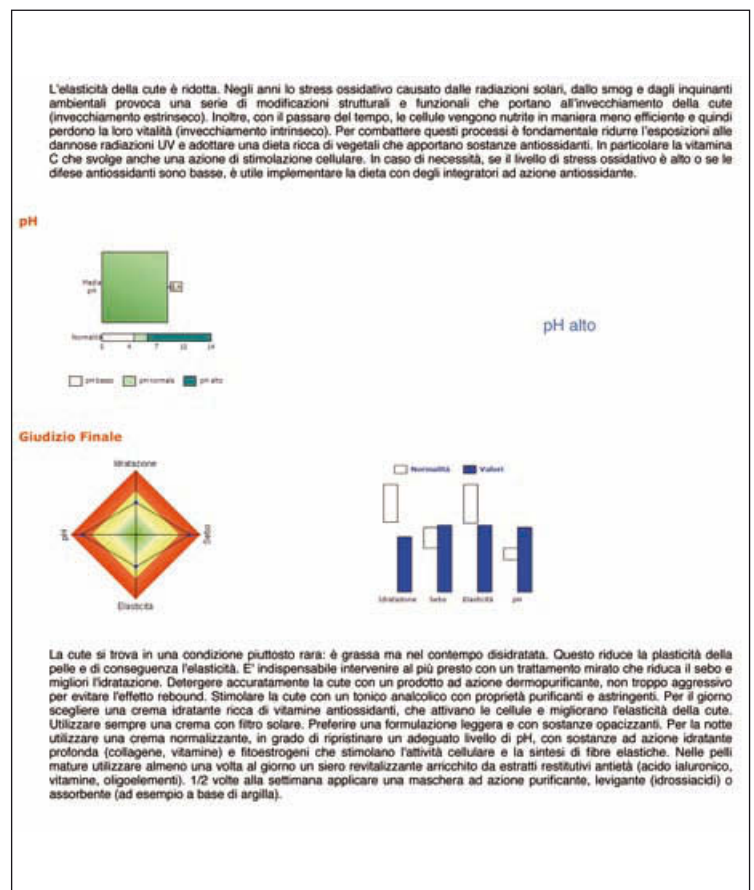 L'elasticità della cute è ridotta. Negli anni lo stress ossidativo causato dalle radiazioni solari, dallo smog e dagli inquinanti
ambientali provoca una serie di modificazioni strutturali e funzionali che portano all'invecchiamento della cute
(invecchiamento estrinseco). Inoltre, con il passare del tempo, le cellule vengono nutrite in maniera meno efficiente e quindi
perdono la loro vitalità (invecchiamento intrinseco). Per combattere questi processi è fondamentale ridurre l'esposizioni alle
dannose radiazioni UV e adottare una dieta ricca di vegetali che apportano sostanze antiossidanti. In particolare la vitamina
C che svolge anche una azione di stimolazione cellulare. In caso di necessità, se il livello di stress ossidativo è alto o se le
difese antiossidanti sono basse, è utile implementare la dieta con degli integratori ad azione antiossidante.
pH
Media
pH
Normalità
4 7 14
pH basso pH normale pH alto
pH alto
Giudizio Finale
Idratazione
pH
Sebo
Elasticità
Normalità Valori
Idratazione Sebo Elasticità pH
La cute si trova in una condizione piuttosto rara: è grassa ma nel contempo disidratata. Questo riduce la plasticità della
pelle e di conseguenza l'elasticità. E' indispensabile intervenire al più presto con un trattamento mirato che riduca il sebo e
migliori l'idratazione. Detergere accuratamente la cute con un prodotto ad azione dermopurificante, non troppo aggressivo
per evitare l'effetto rebound. Stimolare la cute con un tonico analcolico con proprietà purificanti e astringenti. Per il giorno
scegliere una crema idratante ricca di vitamine antiossidanti, che attivano le cellule e migliorano l'elasticità della cute.
Utilizzare sempre una crema con filtro solare. Preferire una formulazione leggera e con sostanze opacizzanti. Per la notte
utilizzare una crema normalizzante, in grado di ripristinare un adeguato livello di pH, con sostanze ad azione idratante
profonda (collagene, vitamine) e fitoestrogeni che stimolano l'attività cellulare e la sintesi di fibre elastiche. Nelle pelli
mature utilizzare almeno una volta al giorno un siero revitalizzante arricchito da estratti restitutivi antietà (acido ialuronico,
vitamine, oligoelementi). 1/2 volte alla settimana applicare una maschera ad azione purificante, levigante (idrossiacidi) o
assorbente (ad esempio a base di argilla).